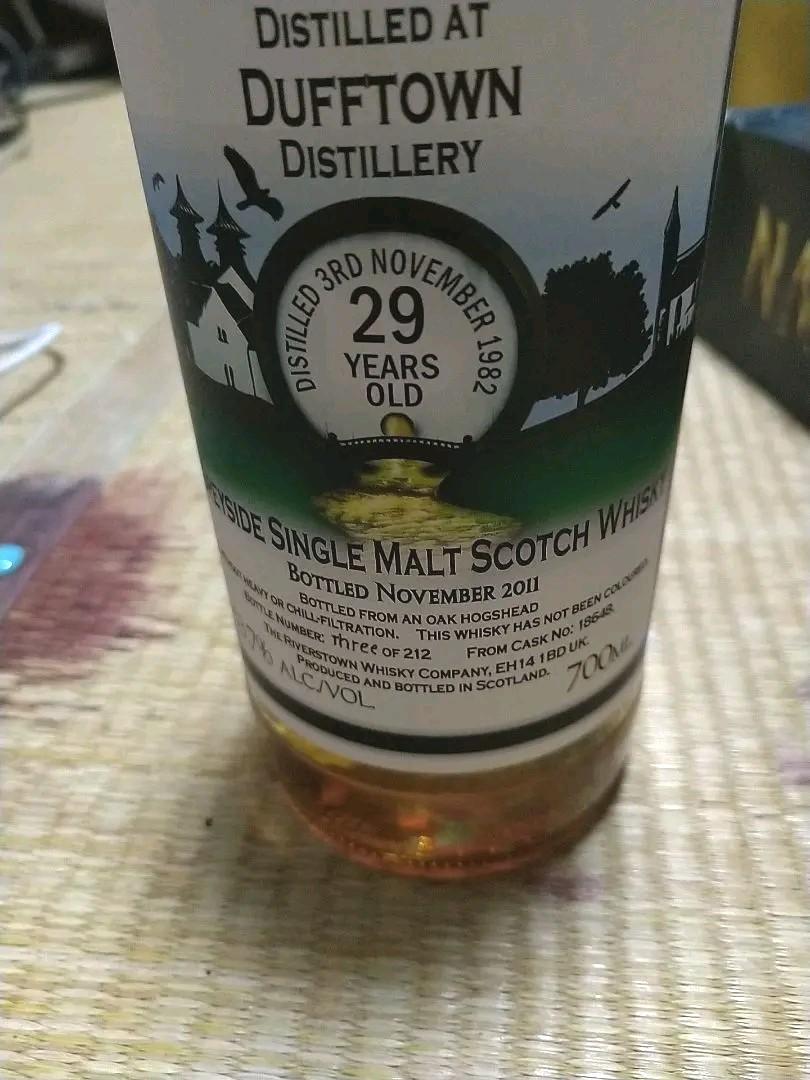 DISTILLED AT
DUFFTOWN
DISTILLERY
DISTILLED 3RD NOVEMBER 1982
29
YEARS
OLD
SINGLE MALT SCOTCH WHISKY
BOTTLED NOVEMBER 2011
BOTTLED FROM AN OAK HOGSHEAD
HEAVY OR CHILL-FILTRATION. THIS WHISKY HAS NOT BEEN COLOURED.
BOTTLE NUMBER: three OF 212 FROM CASK NO: 18648.
THE RIVERSTOWN WHISKY COMPANY, EH14 1BD UK.
PRODUCED AND BOTTLED IN SCOTLAND.
ALC/VOL 700ML